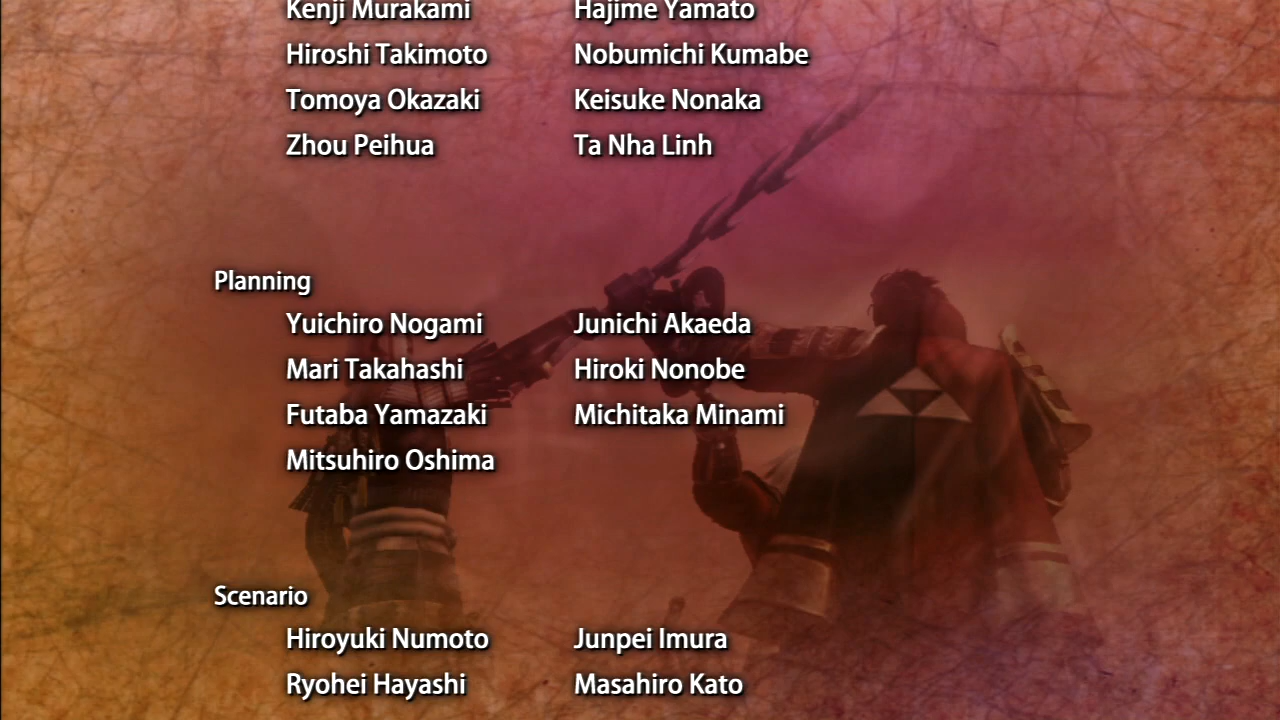 Kenji Murakami Hajime Yamato
Hiroshi Takimoto Nobumichi Kumabe
Tomoya Okazaki Keisuke Nonaka
Zhou Peihua Ta Nha Linh
Planning
Yuichiro Nogami Junichi Akaeda
Mari Takahashi Hiroki Nonobe
Futaba Yamazaki Michitaka Minami
Mitsuhiro Oshima
Scenario
Hiroyuki Numoto Junpei Imura
Ryohei Hayashi Masahiro Kato